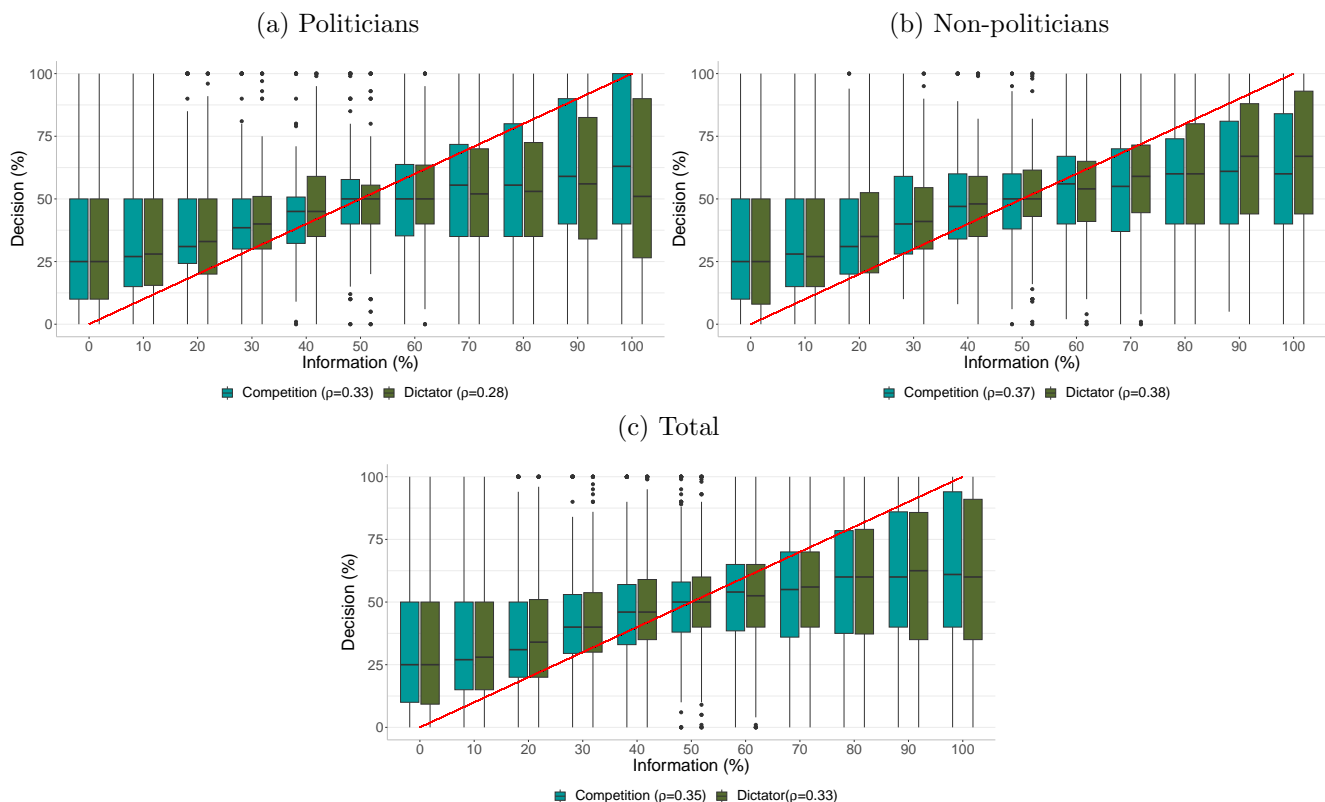 (a) Politicians
(b) Non-politicians
Decision (%)
100
75
50
25
0
0 10 20 30 40 50 60 70 80 90 100
Information (%)
Competition (ρ=0.33) Dictator (ρ=0.28)
Decision (%)
100
75
50
25
0
0 10 20 30 40 50 60 70 80 90 100
Information (%)
Competition (ρ=0.37) Dictator (ρ=0.38)
(c) Total
Decision (%)
100
75
50
25
0
0 10 20 30 40 50 60 70 80 90 100
Information (%)
Competition (ρ=0.35) Dictator(ρ=0.33)